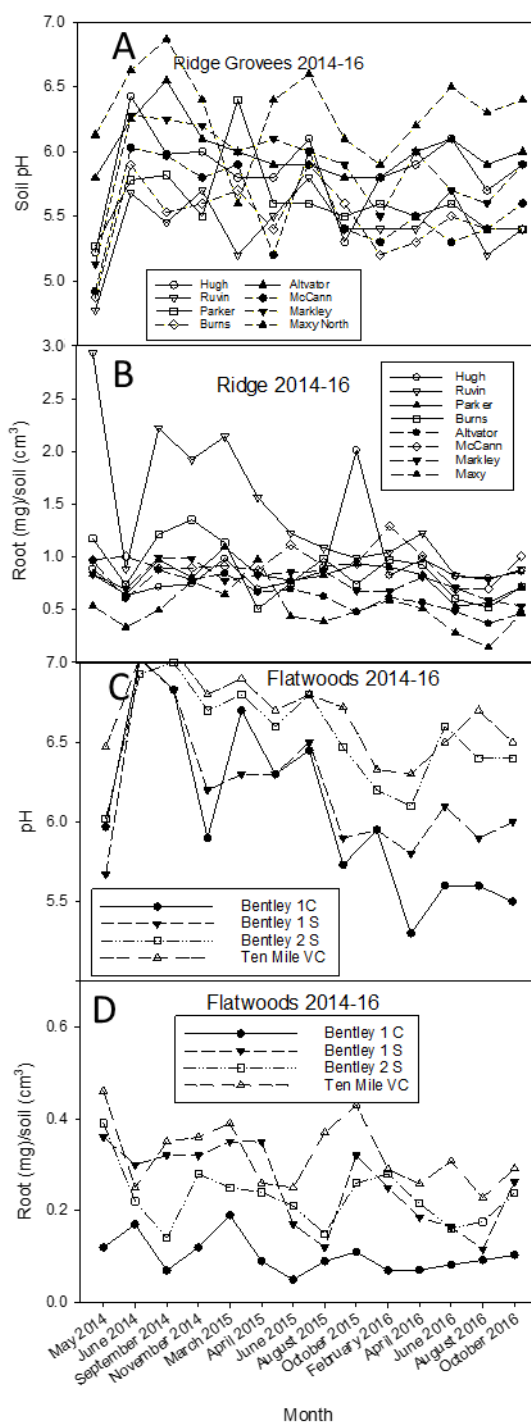 A
Ridge Grovees 2014-16
7.0
6.5
6.0
5.5
5.0
Soil pH
Hugh
Ruvin
Parker
Burns
Altvator
McCann
Markley
Maxy North
B
Ridge 2014-16
3.0
2.5
2.0
1.5
1.0
0.5
Root (mg)/soil (cm³)
Hugh
Ruvin
Parker
Burns
Altvator
McCann
Markley
Maxy
C
Flatwoods 2014-16
7.0
6.5
6.0
5.5
pH
Bentley 1C
Bentley 1 S
Bentley 2 S
Ten Mile VC
D
Flatwoods 2014-16
0.6
0.4
0.2
0.0
Root (mg)/soil (cm³)
Bentley 1 C
Bentley 1 S
Bentley 2 S
Ten Mile VC
May 2014
June 2014
September 2014
November 2014
March 2015
April 2015
June 2015
August 2015
October 2015
February 2016
April 2016
June 2016
August 2016
October 2016
Month